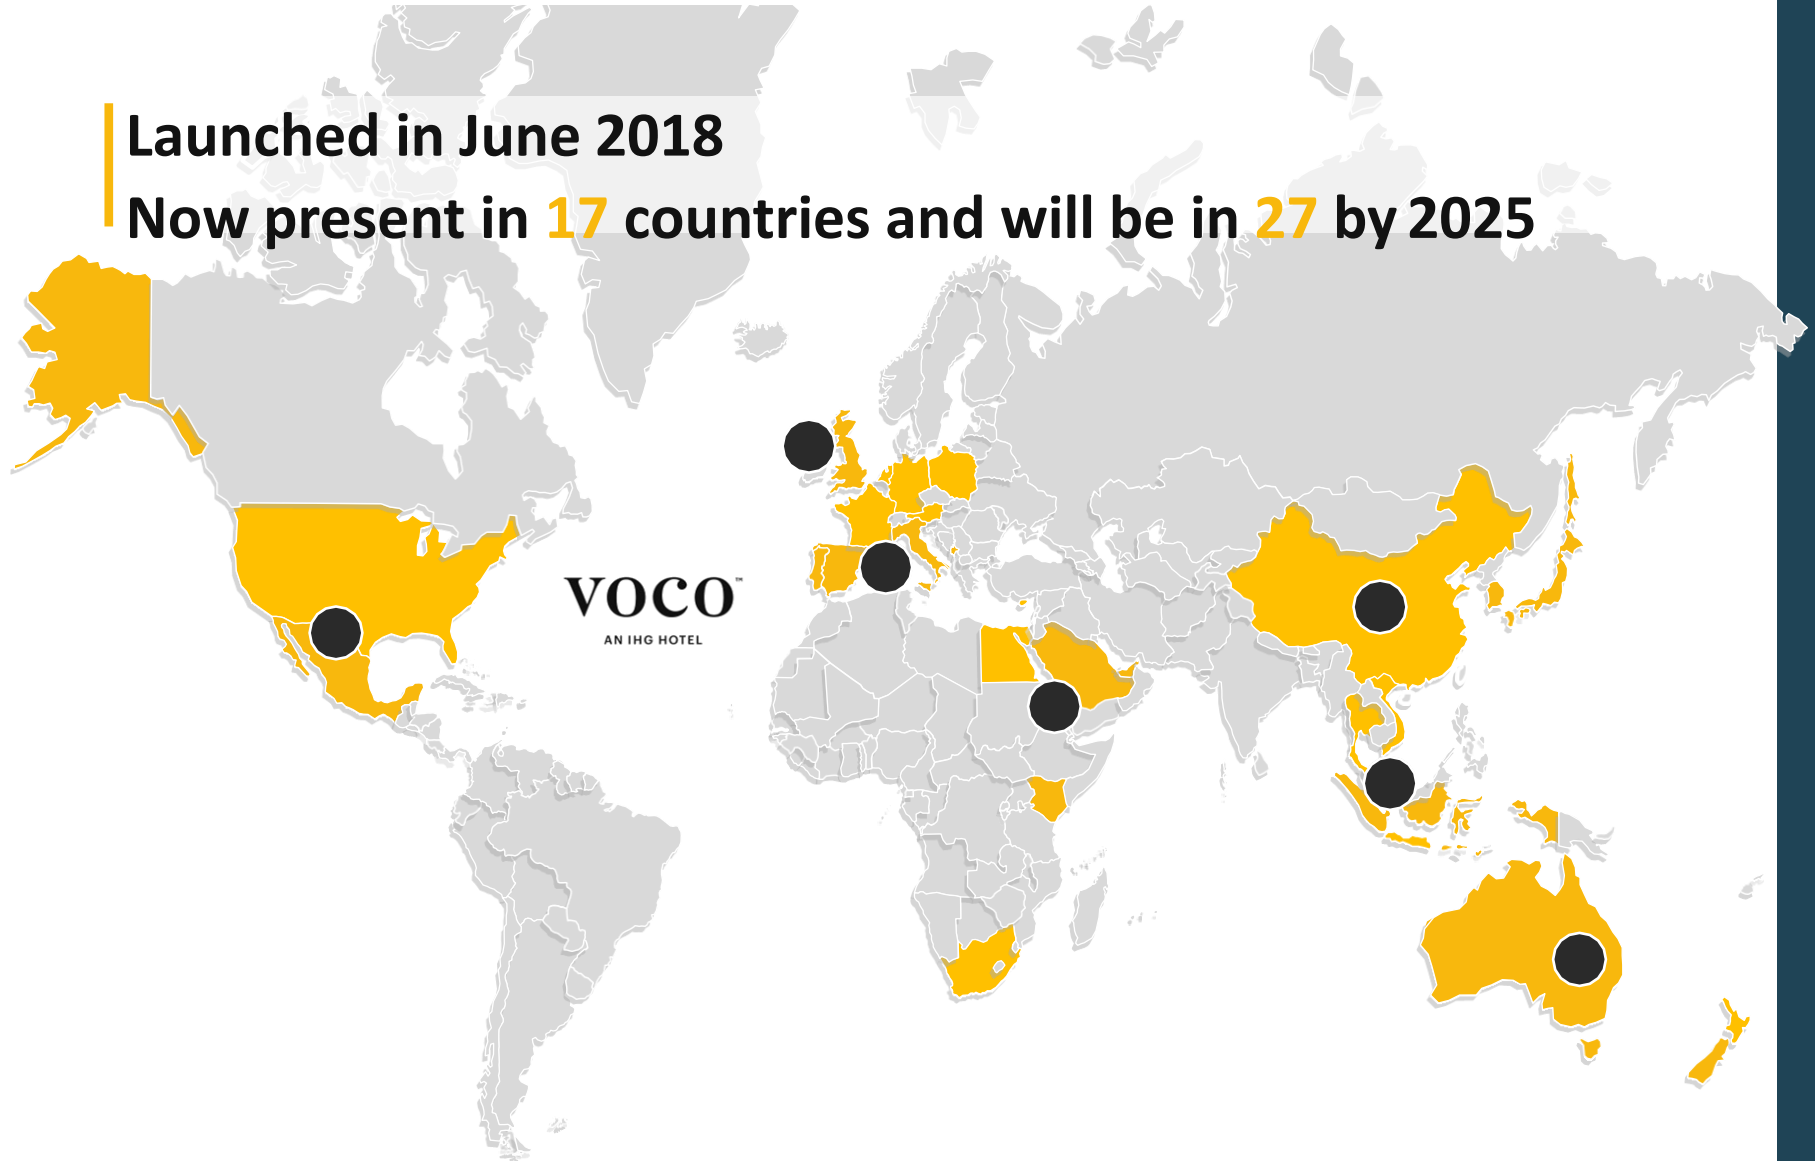 Launched in June 2018
Now present in 17 countries and will be in 27 by 2025
VOCO™
AN IHG HOTEL